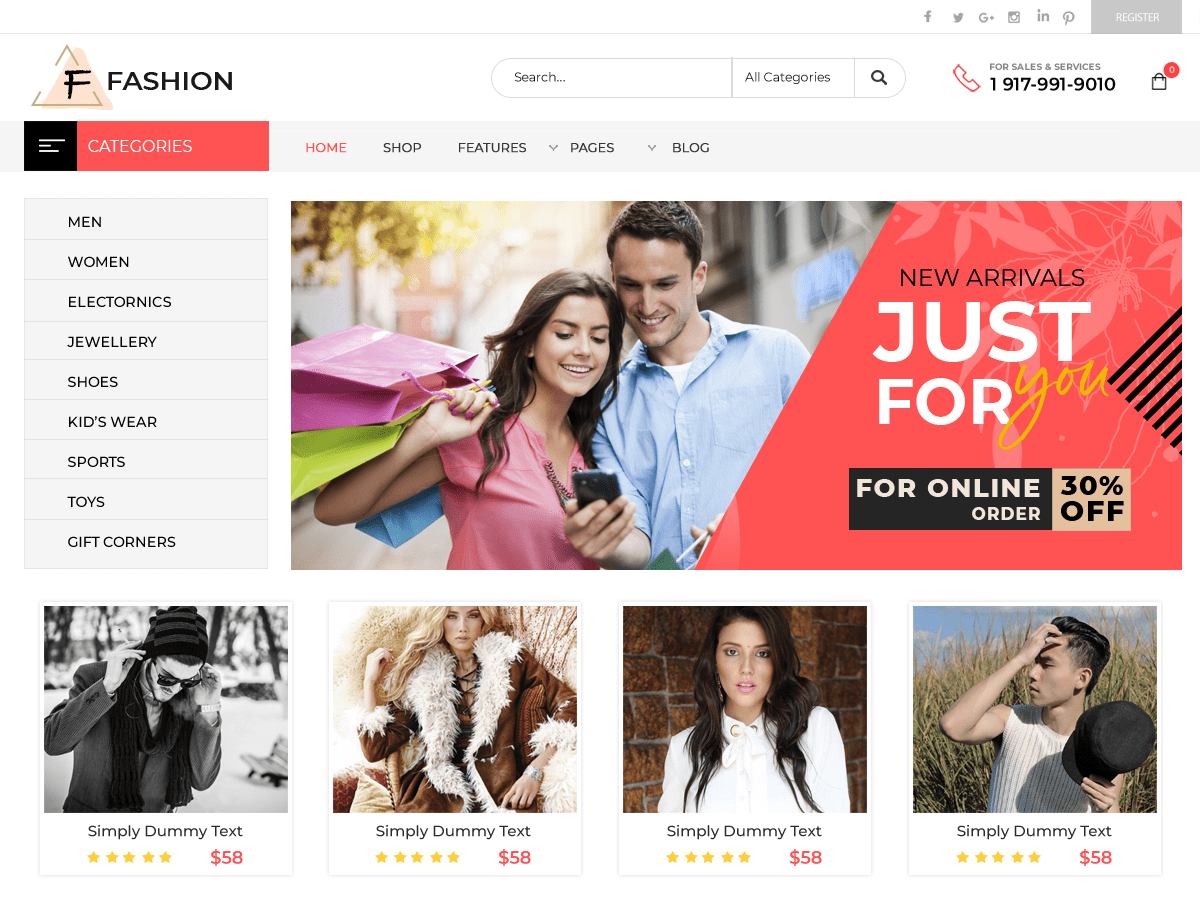 REGISTER
F FASHION
Search...
All Categories
FOR SALES & SERVICES
1 917-991-9010
0
CATEGORIES
HOME
SHOP
FEATURES
PAGES
BLOG
MEN
WOMEN
ELECTORNICS
JEWELLERY
SHOES
KID'S WEAR
SPORTS
TOYS
GIFT CORNERS
NEW ARRIVALS
JUST
FOR you
FOR ONLINE
ORDER
30%
OFF
Simply Dummy Text
$58
Simply Dummy Text
$58
Simply Dummy Text
$58
Simply Dummy Text
$58